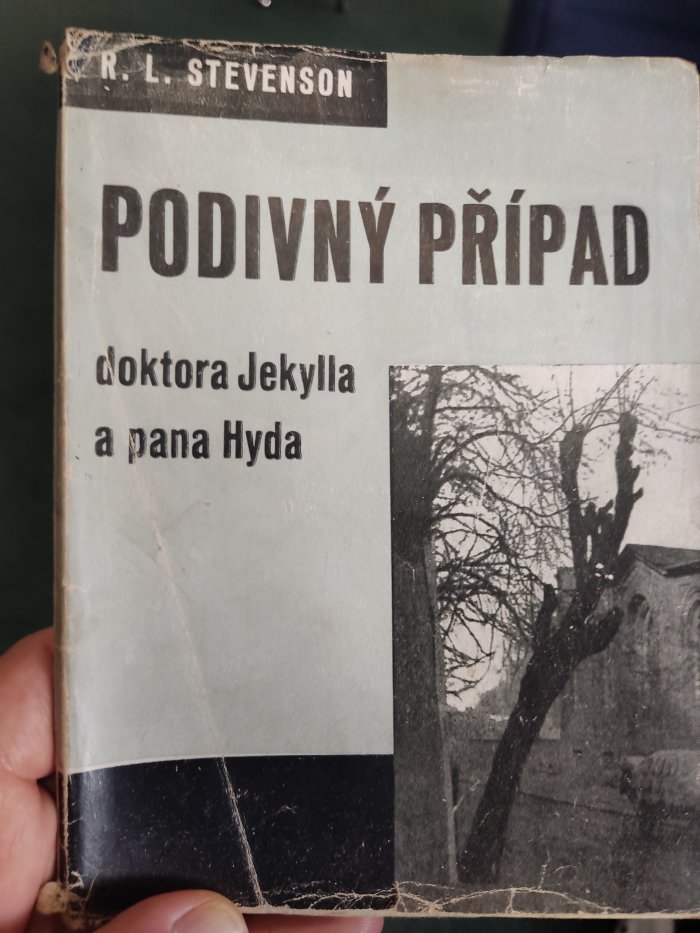 R. L. STEVENSON
PODIVNÝ PŘÍPAD
doktora Jekylla
a pana Hyda